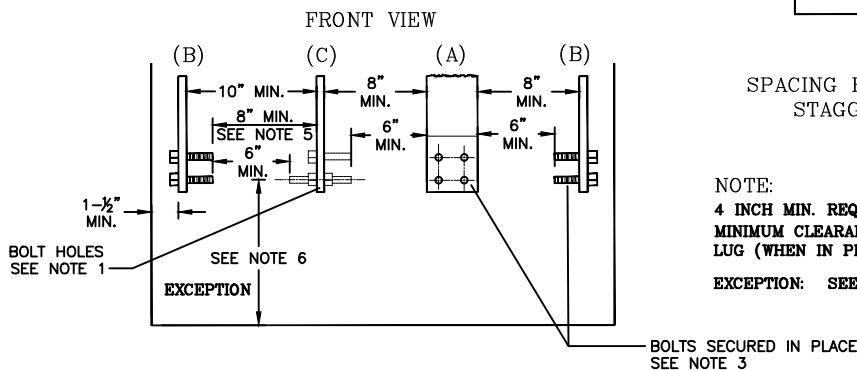 FRONT VIEW
(B)
(C)
(A)
(B)
10" MIN.
8"
MIN.
8"
MIN.
8" MIN.
SEE NOTE 5
6"
MIN.
6"
MIN.
6"
MIN.
1-½"
MIN.
BOLT HOLES
SEE NOTE 1
SEE NOTE 6
EXCEPTION
BOLTS SECURED IN PLACE
SEE NOTE 3
SPACING
STAGG
NOTE:
4 INCH MIN. REQ
MINIMUM CLEARA
LUG (WHEN IN P
EXCEPTION: SEE